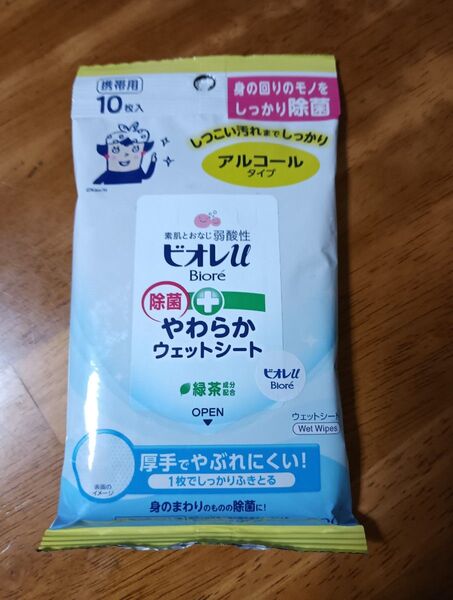 携帯用
10枚入
身の回りのモノを
しっかり除菌
しつこい汚れまでしっかり
アルコール
タイプ
素肌とおなじ弱酸性
ビオレu
Bioré
除菌
やわらか
ウェットシート
緑茶成分配合
ビオレu
Bioré
OPEN
ウェットシート
Wet Wipes
厚手でやぶれにくい!
1枚でしっかりふきとる
表面の
イメージ
身のまわりのものの除菌に!